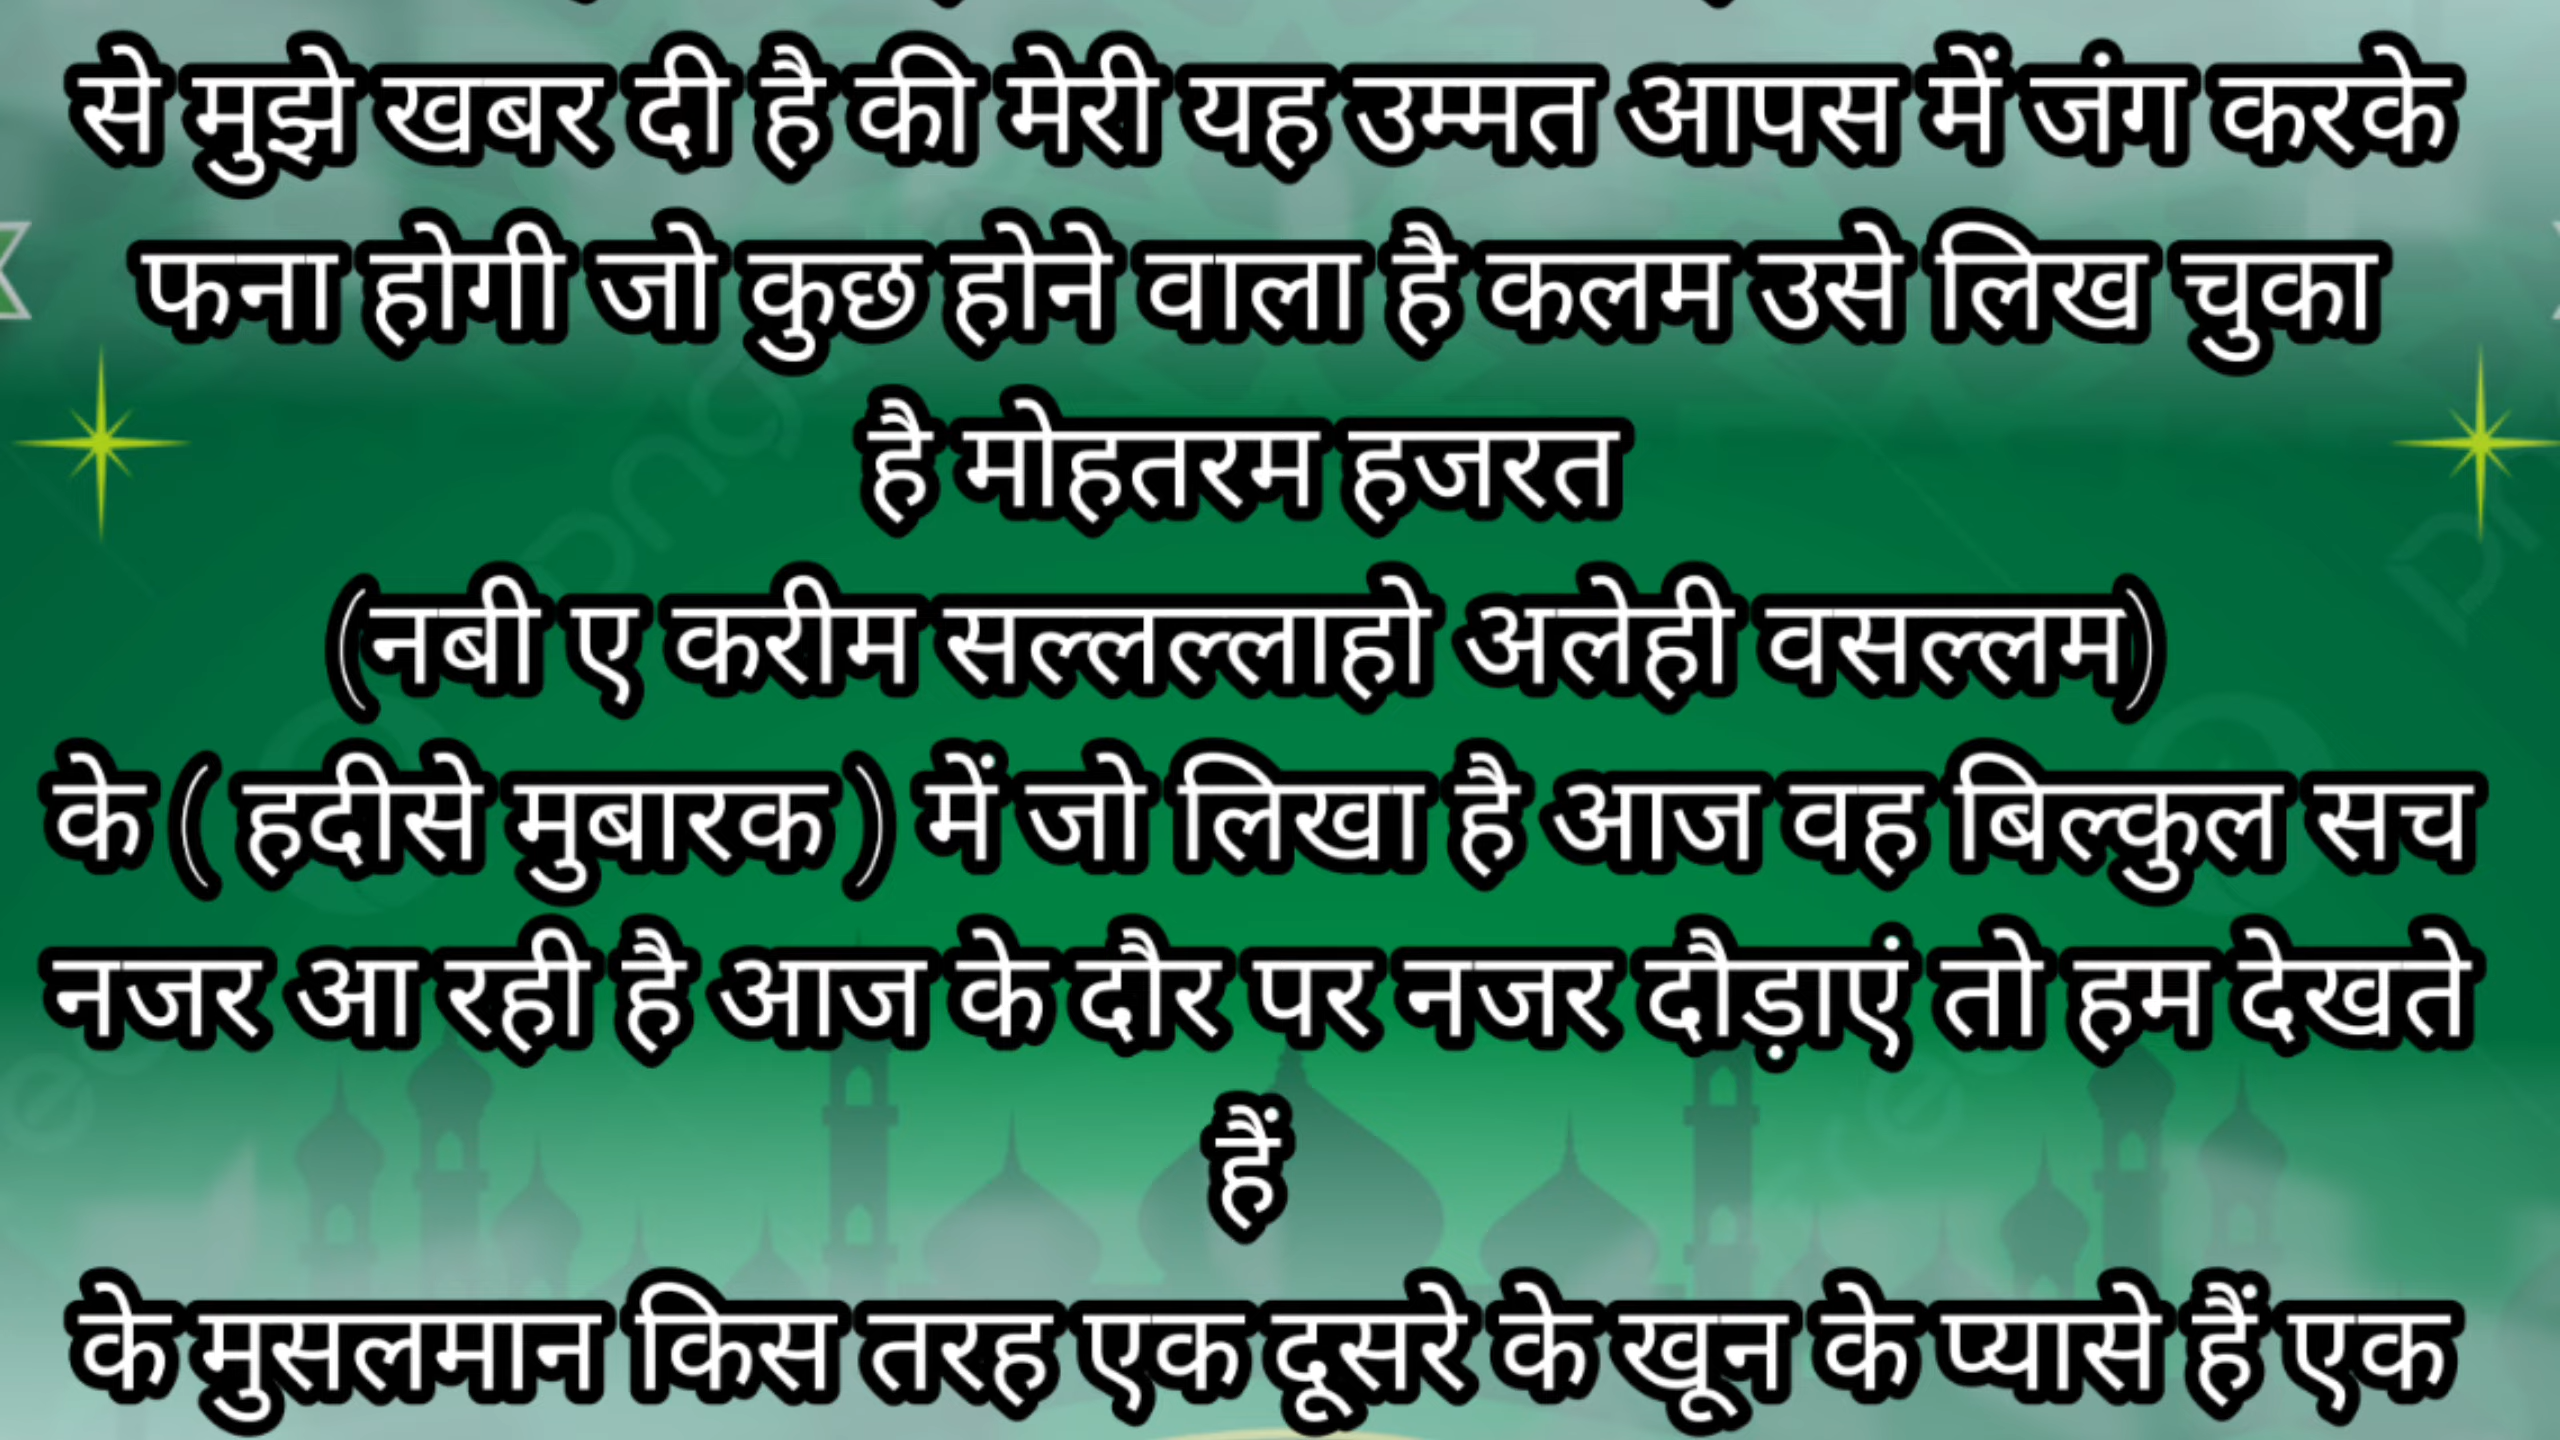 से मुझे खबर दी है की मेरी यह उम्मत आपस में जंग करके
फना होगी जो कुछ होने वाला है कलम उसे लिख चुका
है मोहतरम हजरत
(नबी ए करीम सल्लल्लाहो अलेही वसल्लम)
के ( हदीसे मुबारक ) में जो लिखा है आज वह बिल्कुल सच
नजर आ रही है आज के दौर पर नजर दौड़ाएं तो हम देखते
हैं
के मुसलमान किस तरह एक दूसरे के खून के प्यासे हैं एक